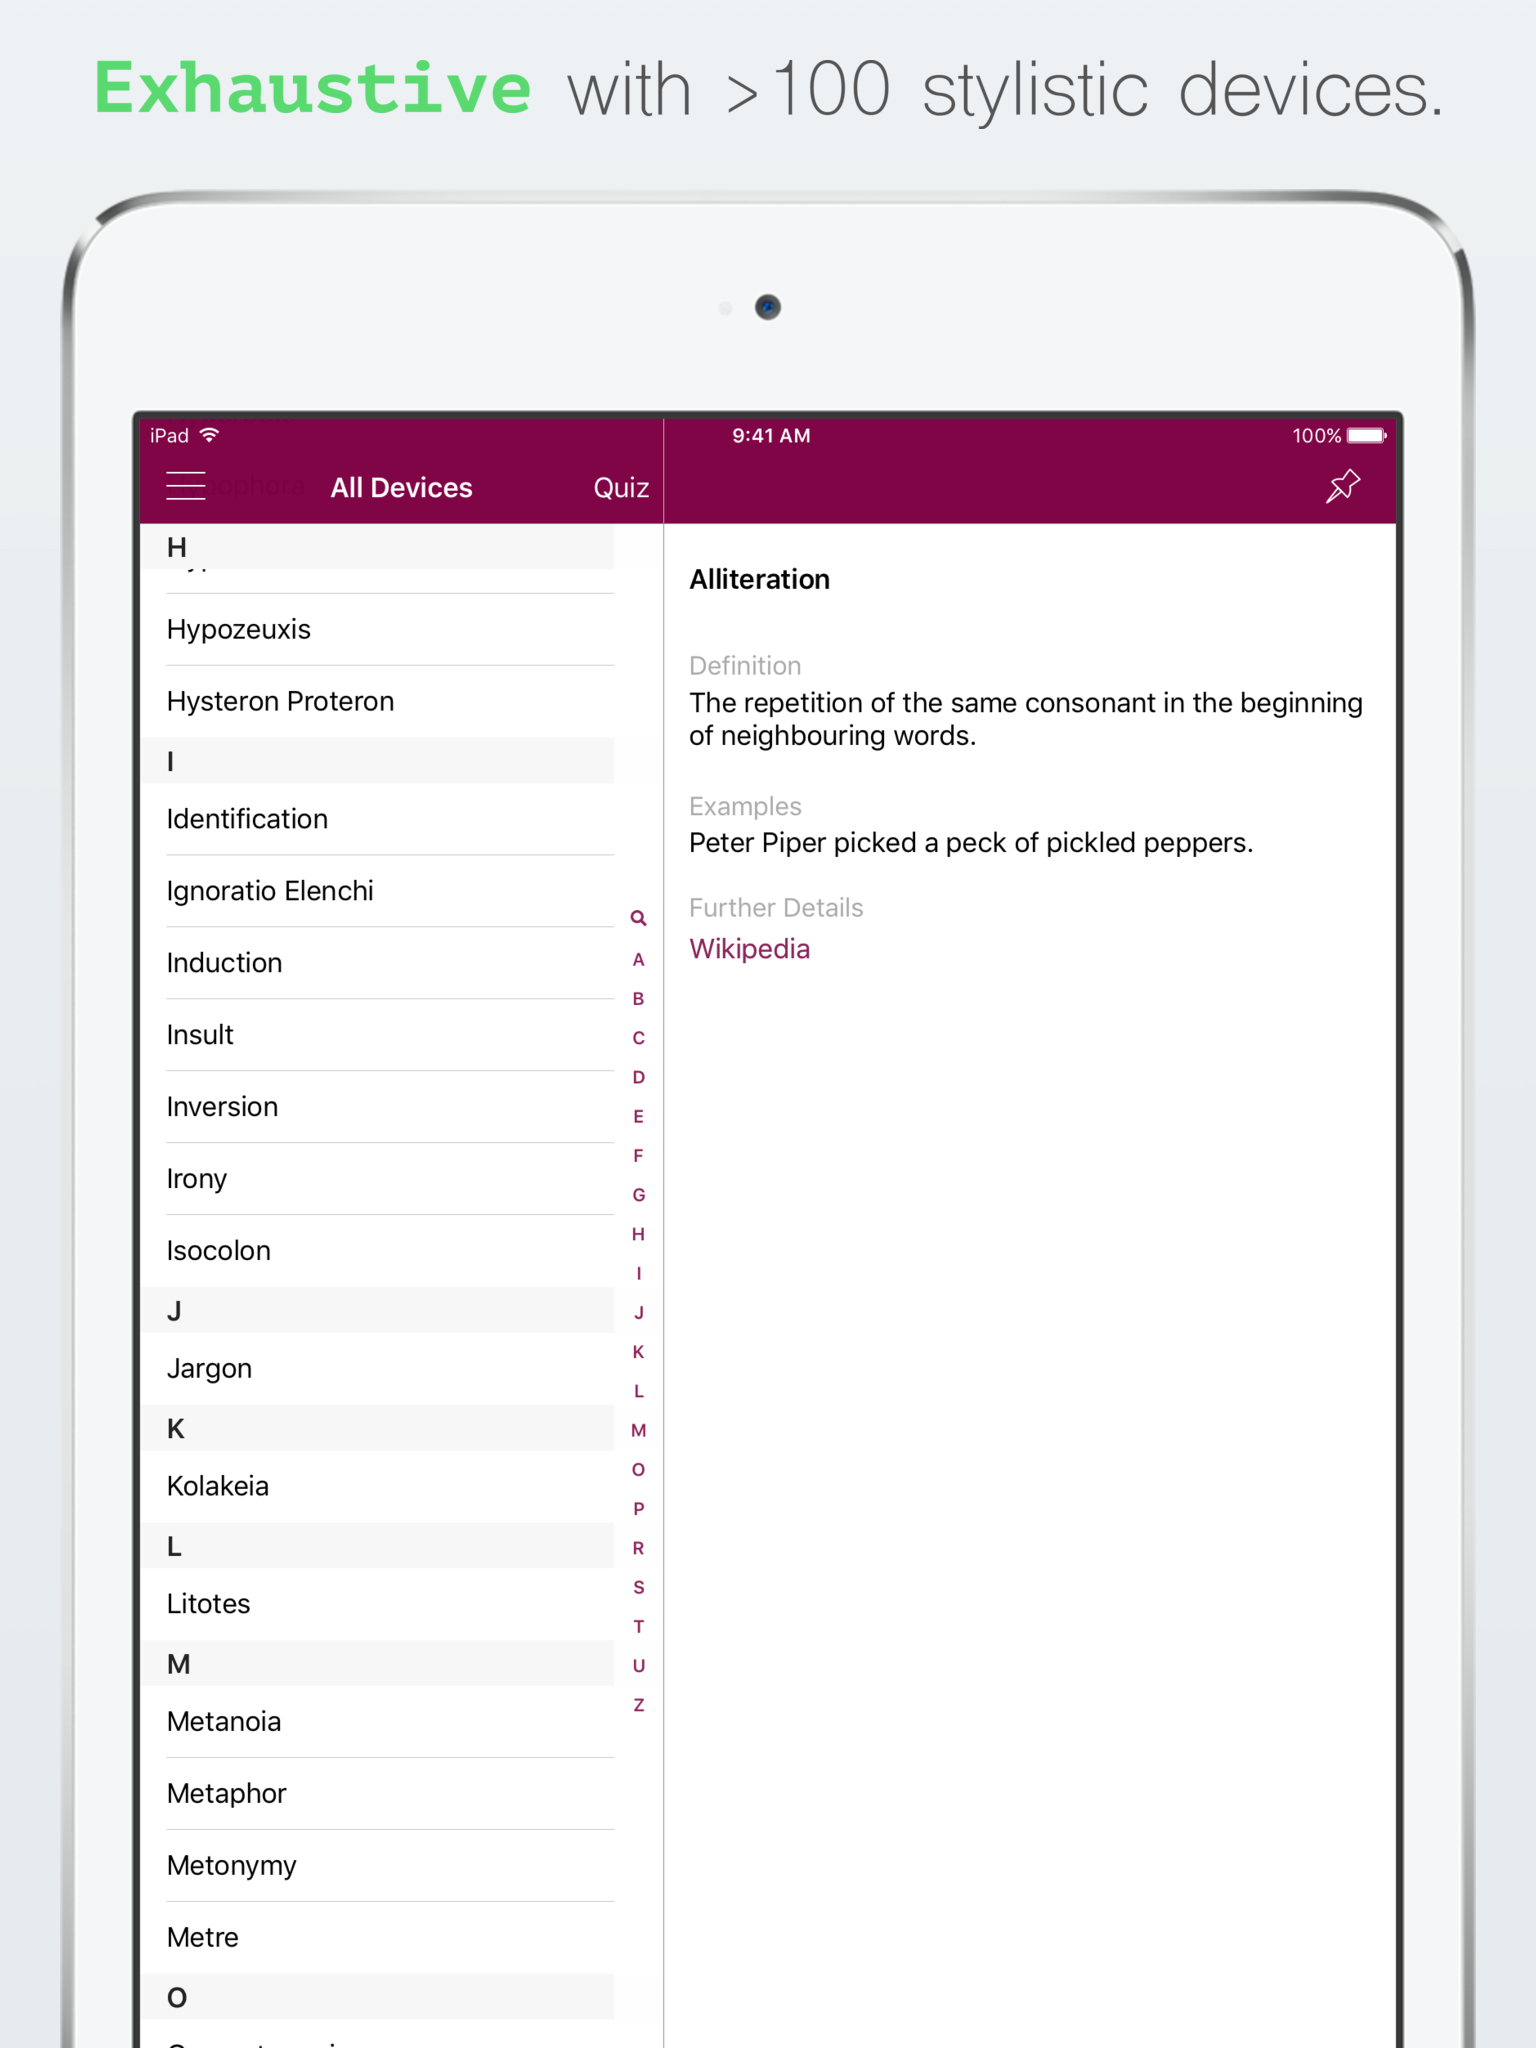 Exhaustive with >100 stylistic devices.
iPad
9:41 AM
100%
All Devices
Quiz
H
Hypozeuxis
Hysteron Proteron
I
Identification
Ignoratio Elenchi
Induction
Insult
Inversion
Irony
Isocolon
J
Jargon
K
Kolakeia
L
Litotes
M
Metanoia
Metaphor
Metonymy
Metre
O
A
B
C
D
E
F
G
H
I
J
K
L
M
O
P
R
S
T
U
Z
Alliteration
Definition
The repetition of the same consonant in the beginning
of neighbouring words.
Examples
Peter Piper picked a peck of pickled peppers.
Further Details
Wikipedia